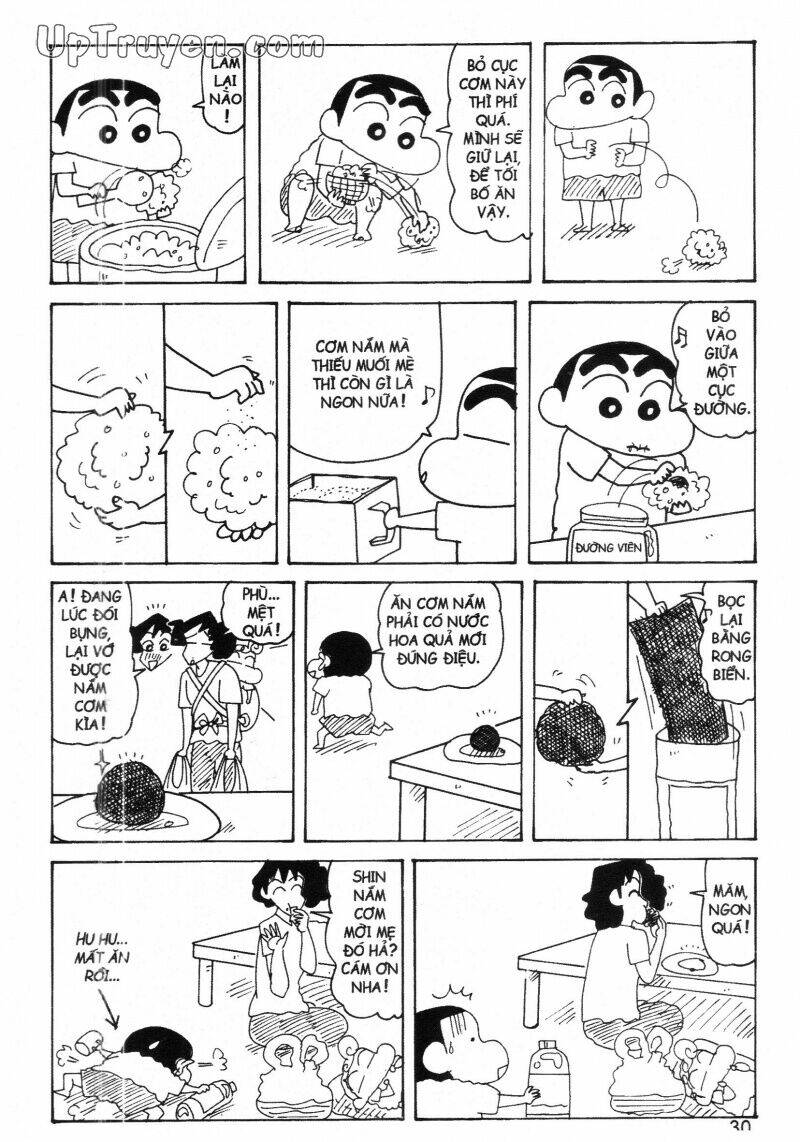 UpTruyen.com
BỎ CỤC
CƠM NÀY
THÌ PHÍ
QUÁ.
MÌNH SẼ
GIỮ LẠI,
ĐỂ TỐI
BỐ ĂN
VẬY.
LÀM
LẠI
NÀO
!
BỎ
VÀO
GIỮA
MỘT
CỤC
ĐƯỜNG.
ĐƯỜNG VIÊN
CƠM NẮM MÀ
THIẾU MUỐI MÈ
THÌ CÒN GÌ LÀ
NGON NỮA!
BỌC
LẠI
BẰNG
RONG
BIỂN.
ĂN CƠM NẮM
PHẢI CÓ NƯỚC
HOA QUẢ MỚI
ĐÚNG ĐIỆU.
PHÙ...
MỆT
QUÁ!
A! ĐANG
LÚC ĐÓI
BỤNG,
LẠI VỚ
ĐƯỢC
NẮM
CƠM
KÌA!
MĂM,
NGON
QUÁ!
SHIN
NẮM
CƠM
MỜI MẸ
ĐÓ HẢ?
CÁM ƠN
NHA!
HU HU...
MẤT ĂN
RỒI...
30